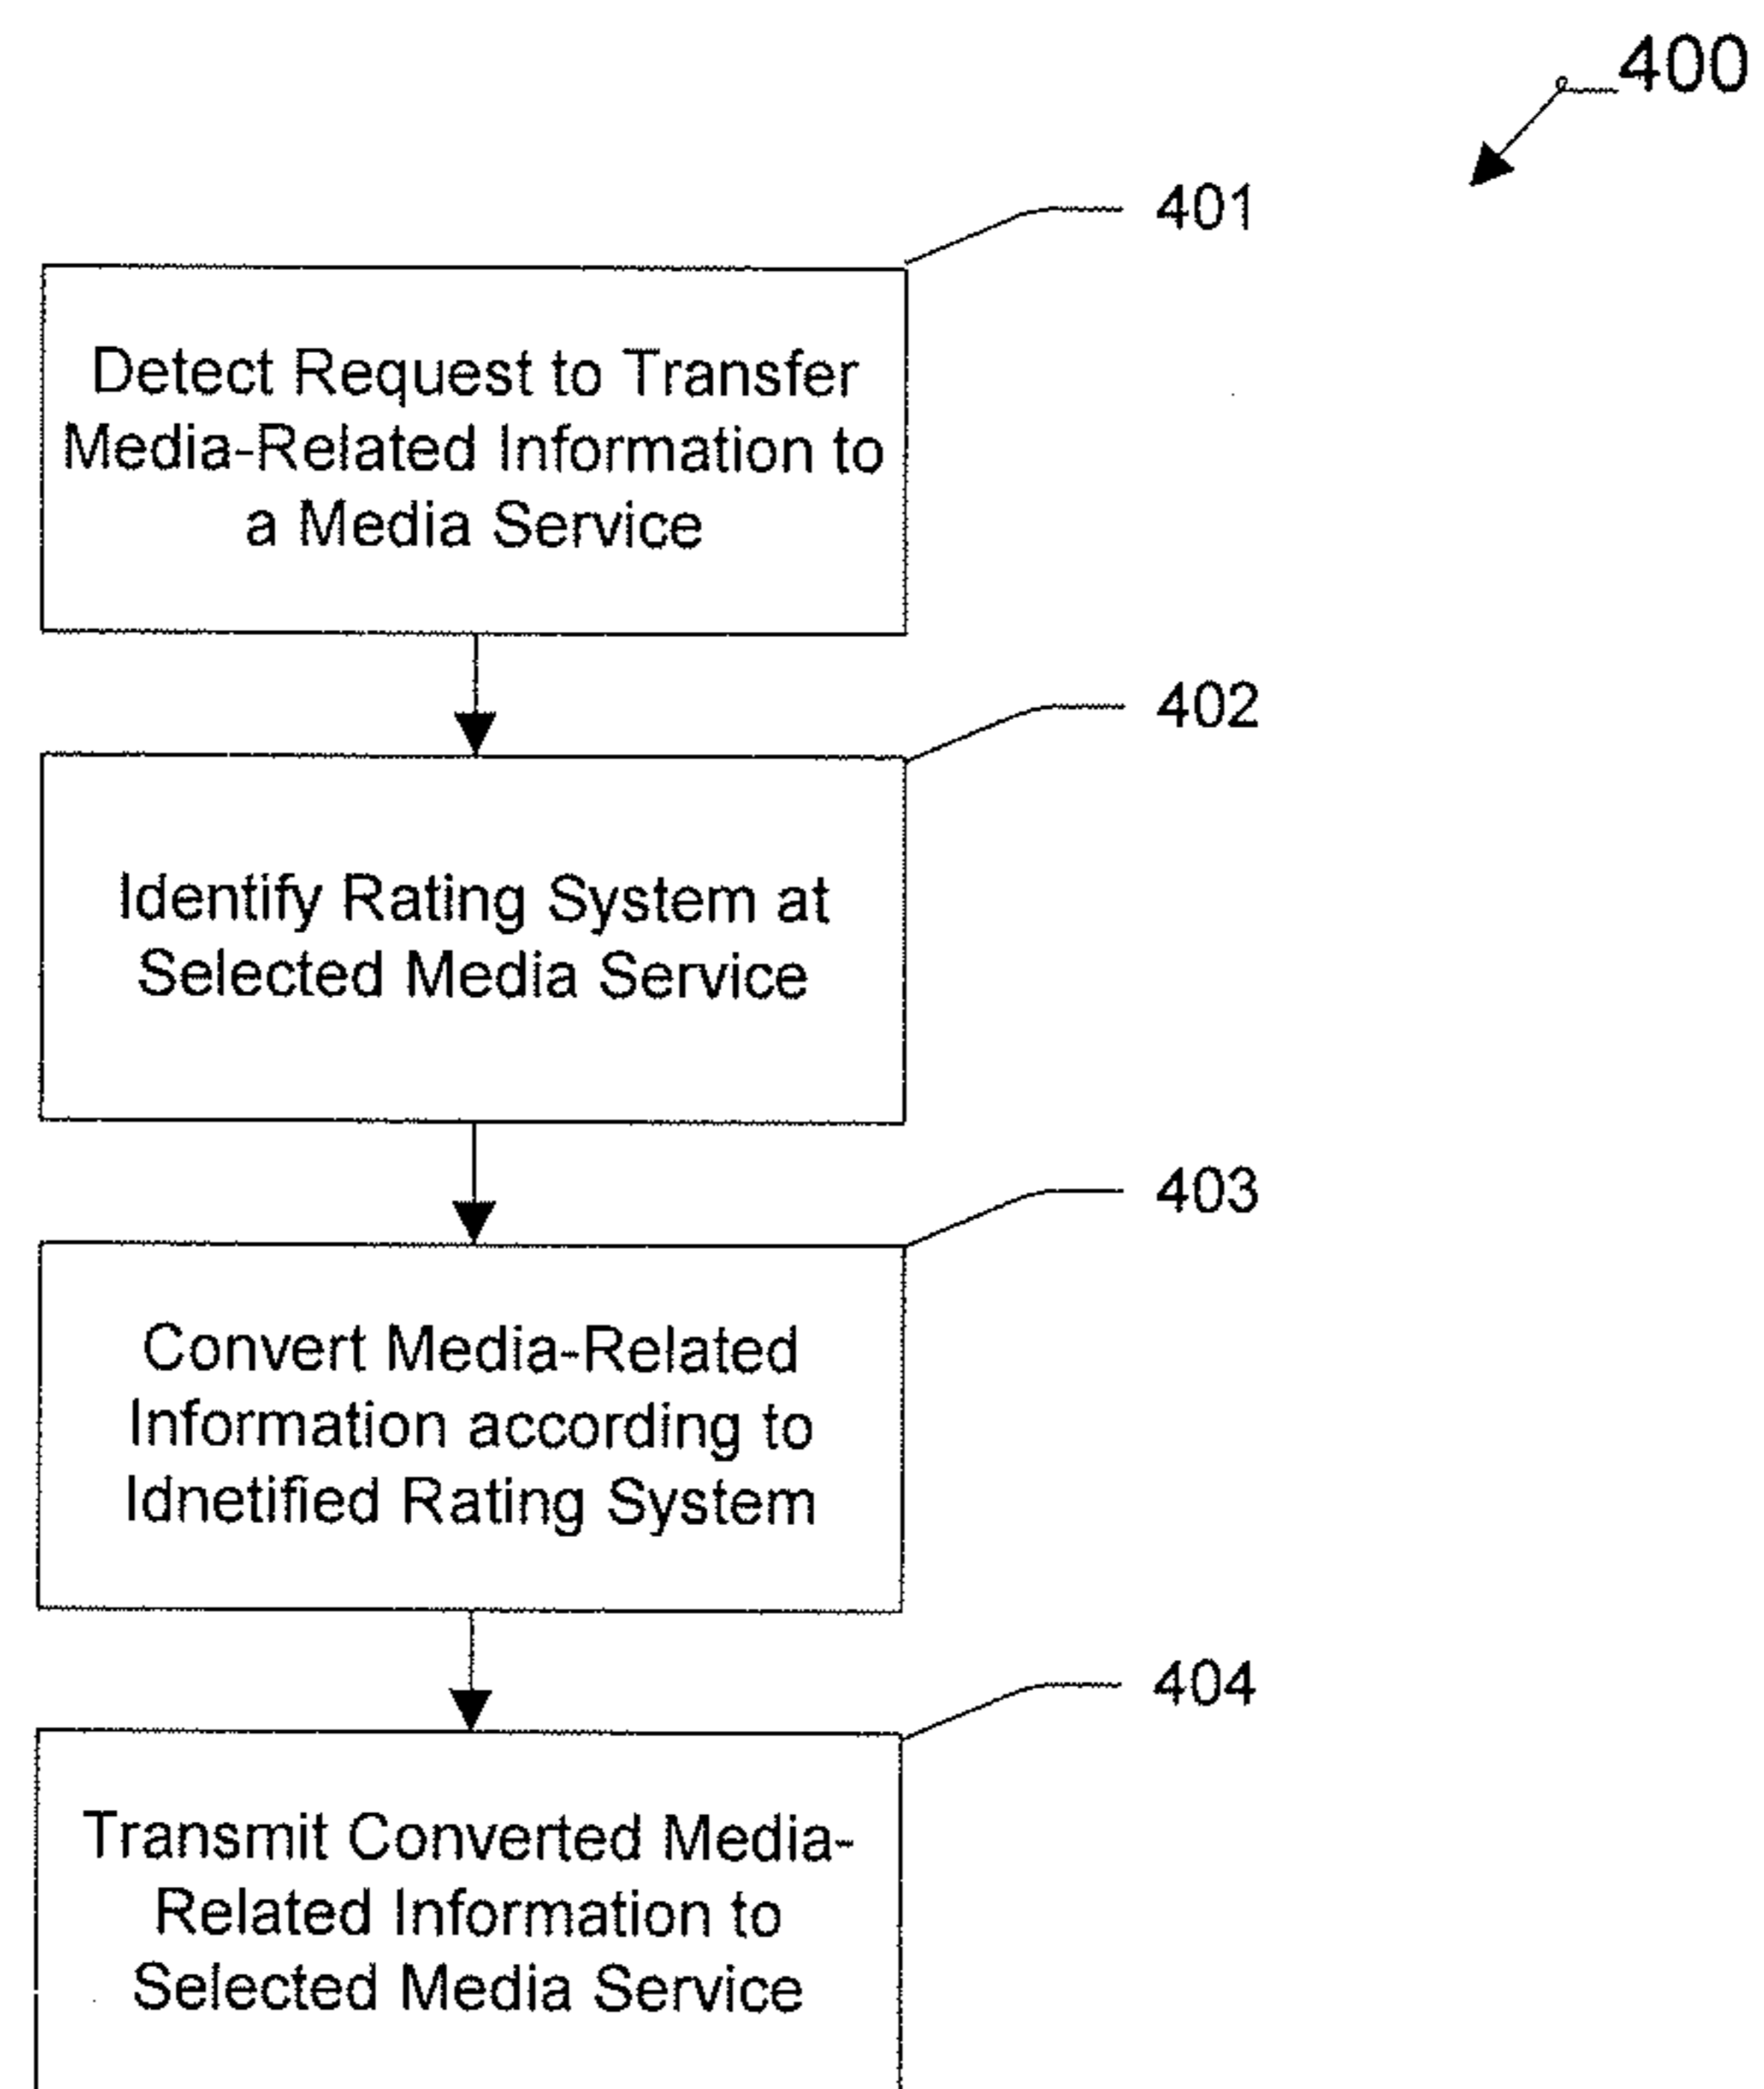 400
401
Detect Request to Transfer
Media-Related Information to
a Media Service
402
Identify Rating System at
Selected Media Service
403
Convert Media-Related
Information according to
Idnetified Rating System
404
Transmit Converted Media-
Related Information to
Selected Media Service